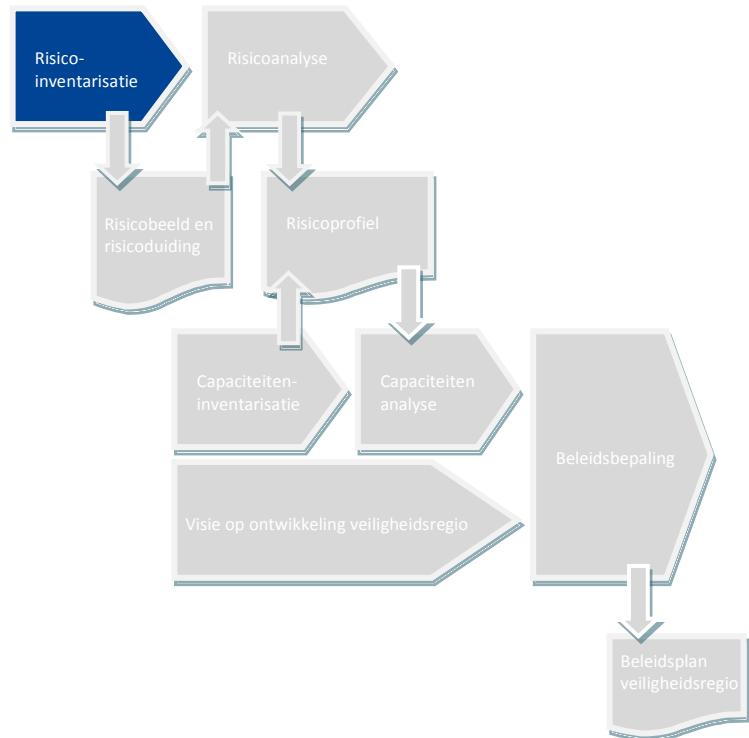 Risico-
inventarisatie
Risicoanalyse
Risicobeeld en
risicoduiding
Risicoprofiel
Capaciteiten-
inventarisatie
Capaciteiten
analyse
Beleidsbepaling
Visie op ontwikkeling veiligheidsregio
Beleidsplan
veiligheidsregio